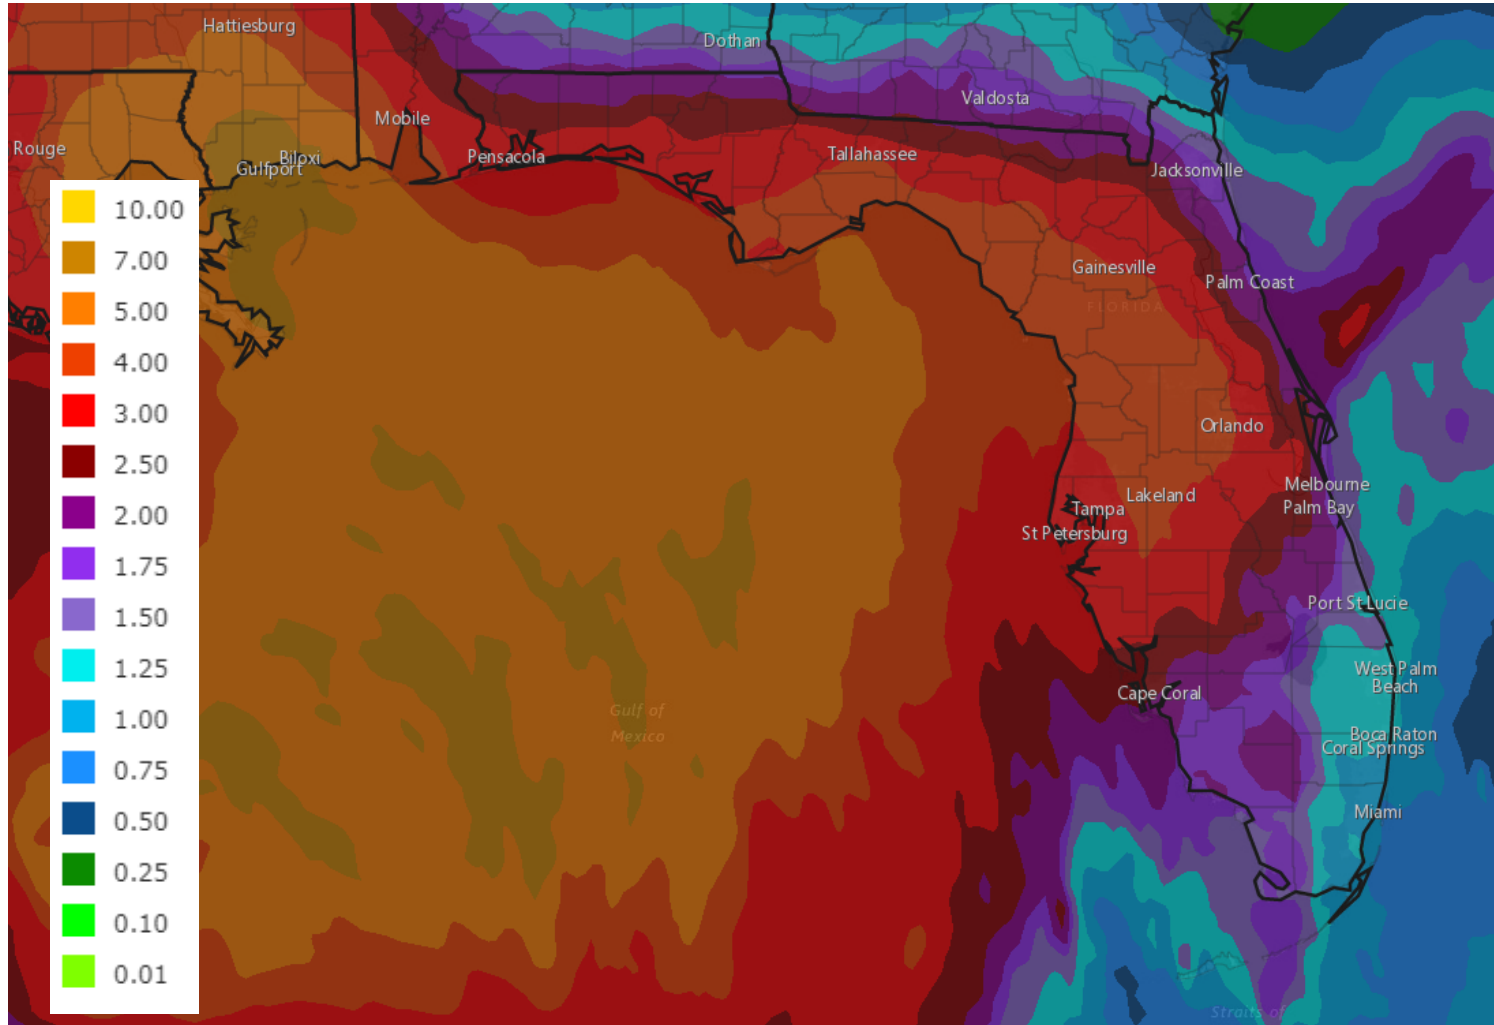 Hattiesburg
Dothan
Valdosta
Mobile
Rouge
Biloxi
Pensacola
Tallahassee
Gulfport
Jacksonville
10.00
7.00
5.00
4.00
3.00
2.50
2.00
1.75
1.50
1.25
1.00
0.75
0.50
0.25
0.10
0.01
Gainesville
Palm Coast
FLORIDA
Orlando
Melbourne
Lakeland
Palm Bay
Tampa
St Petersburg
Port St Lucie
West Palm
Beach
Cape Coral
Gulf of
Mexico
Boca Raton
Coral Springs
Miami
Straits of